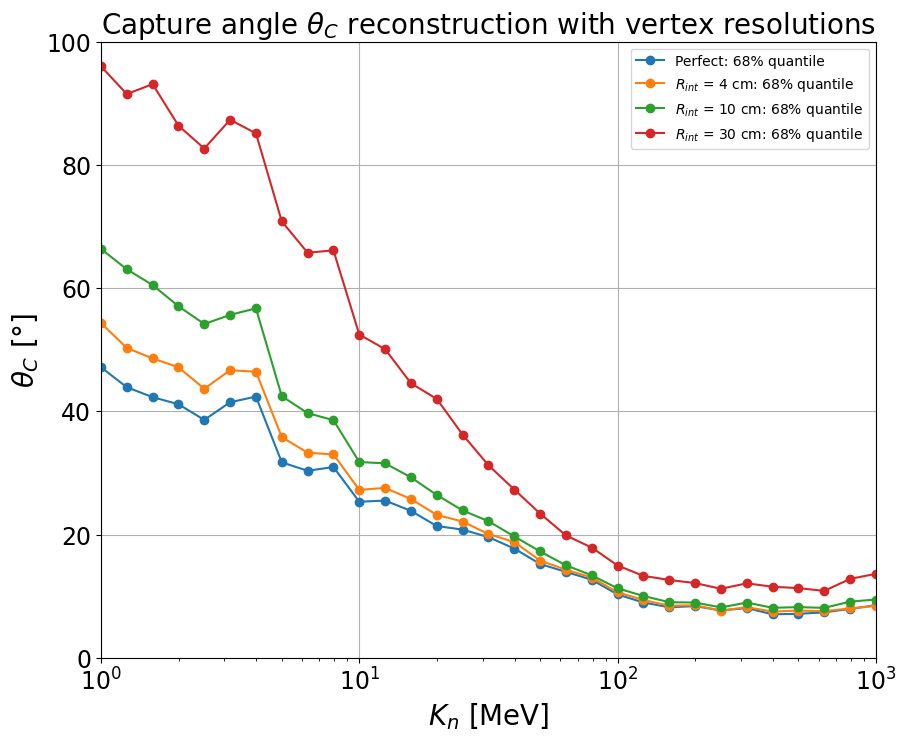 Capture angle θ_C reconstruction with vertex resolutions
Perfect: 68% quantile
R_int = 4 cm: 68% quantile
R_int = 10 cm: 68% quantile
R_int = 30 cm: 68% quantile
θ_C [°]
100
80
60
40
20
0
10^0
10^1
10^2
10^3
K_n [MeV]